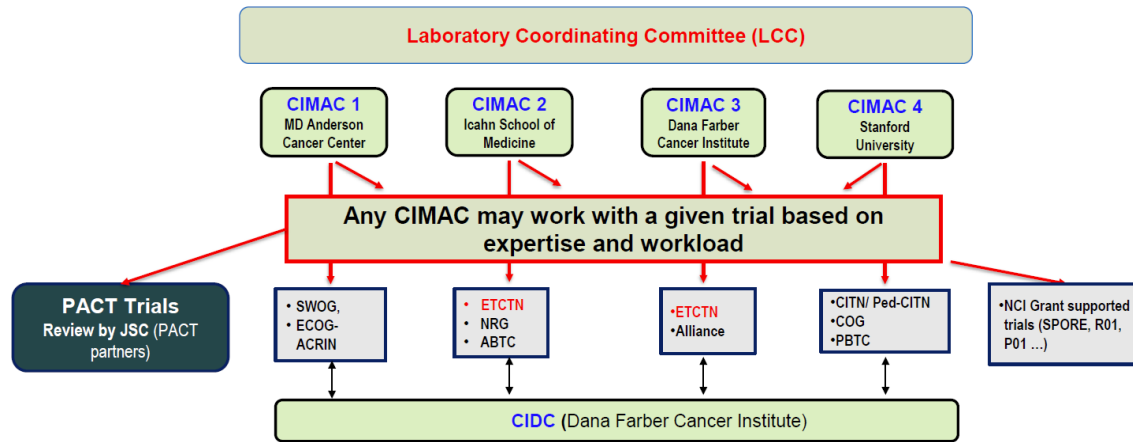 Laboratory Coordinating Committee (LCC)
CIMAC 1
MD Anderson
Cancer Center
CIMAC 2
Icahn School of
Medicine
CIMAC 3
Dana Farber
Cancer Institute
CIMAC 4
Stanford
University
Any CIMAC may work with a given trial based on
expertise and workload
PACT Trials
Review by JSC (PACT
partners)
• SWOG,
• ECOG-
ACRIN
• ETCTN
• NRG
• ABTC
•ETCTN
•Alliance
•CITN/ Ped-CITN
•COG
•PBTC
•NCI Grant supported
trials (SPORE, R01,
P01 ...)
CIDC (Dana Farber Cancer Institute)